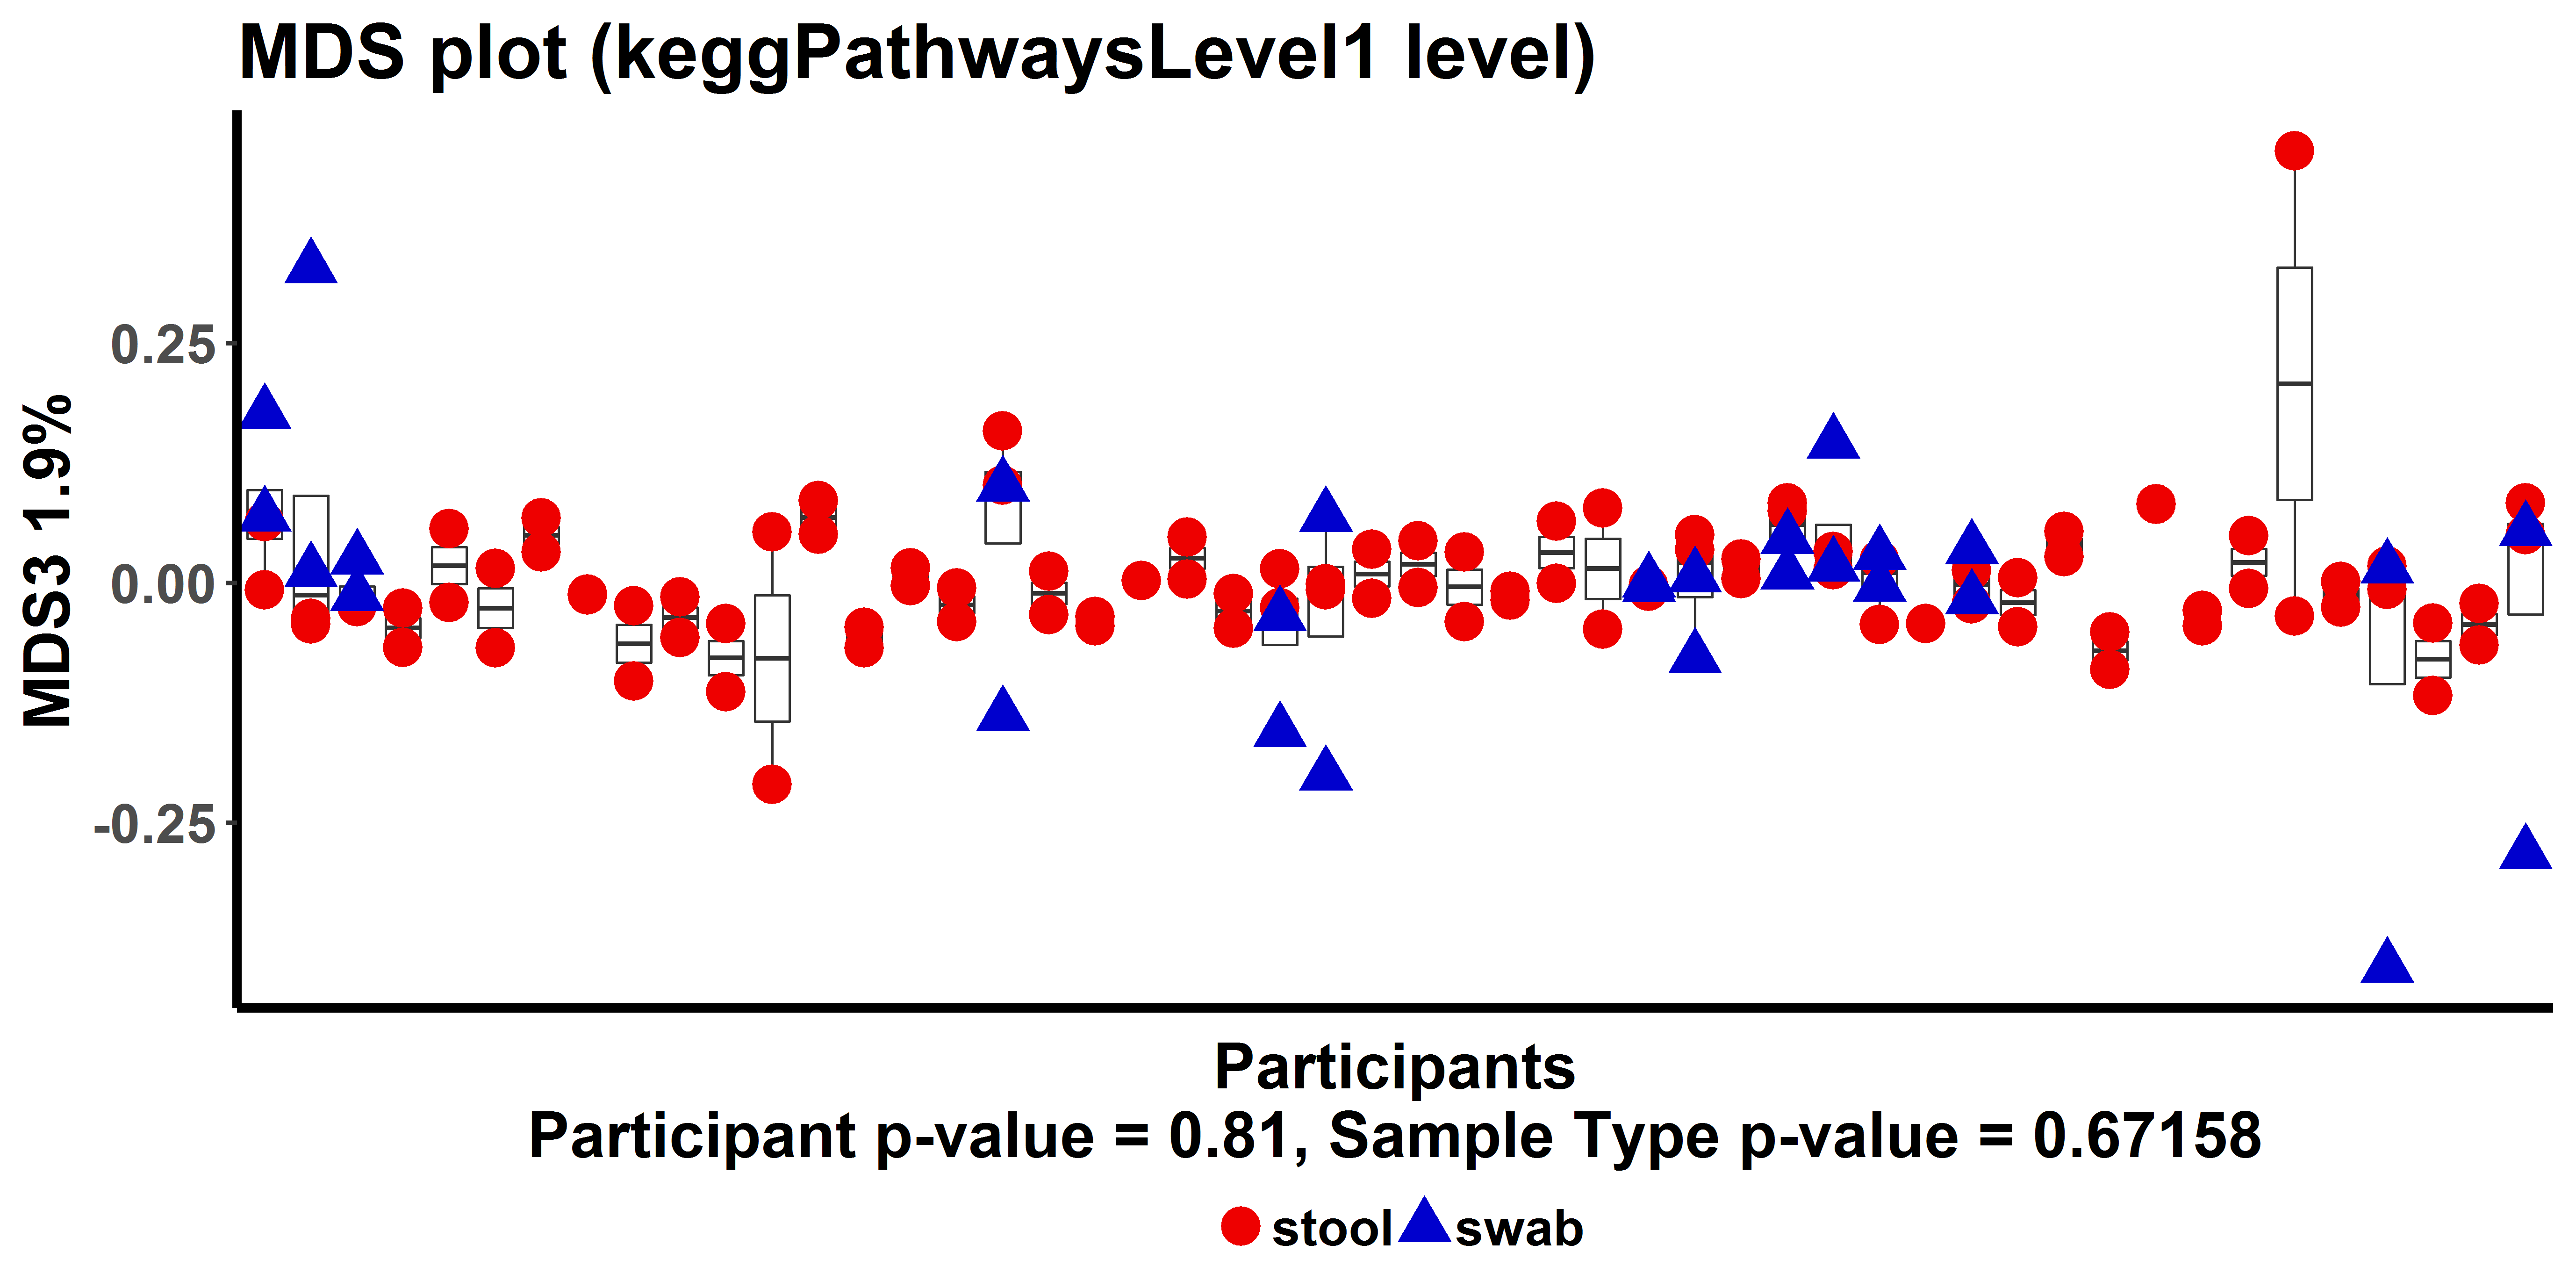 MDS plot (keggPathwaysLevel1 level)
MDS3 1.9%
0.25
0.00
-0.25
Participants
Participant p-value = 0.81, Sample Type p-value = 0.67158
stool swab